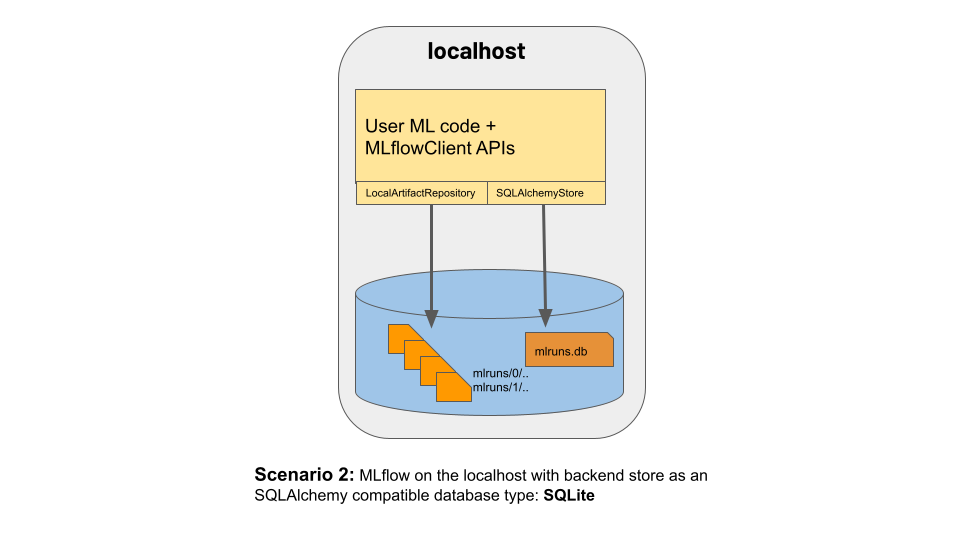 localhost
User ML code +
MLflowClient APIs
LocalArtifactRepository
SQLAlchemyStore
mlruns.db
mlruns/0/..
mlruns/1/..
Scenario 2: MLflow on the localhost with backend store as an
SQLAlchemy compatible database type: SQLite